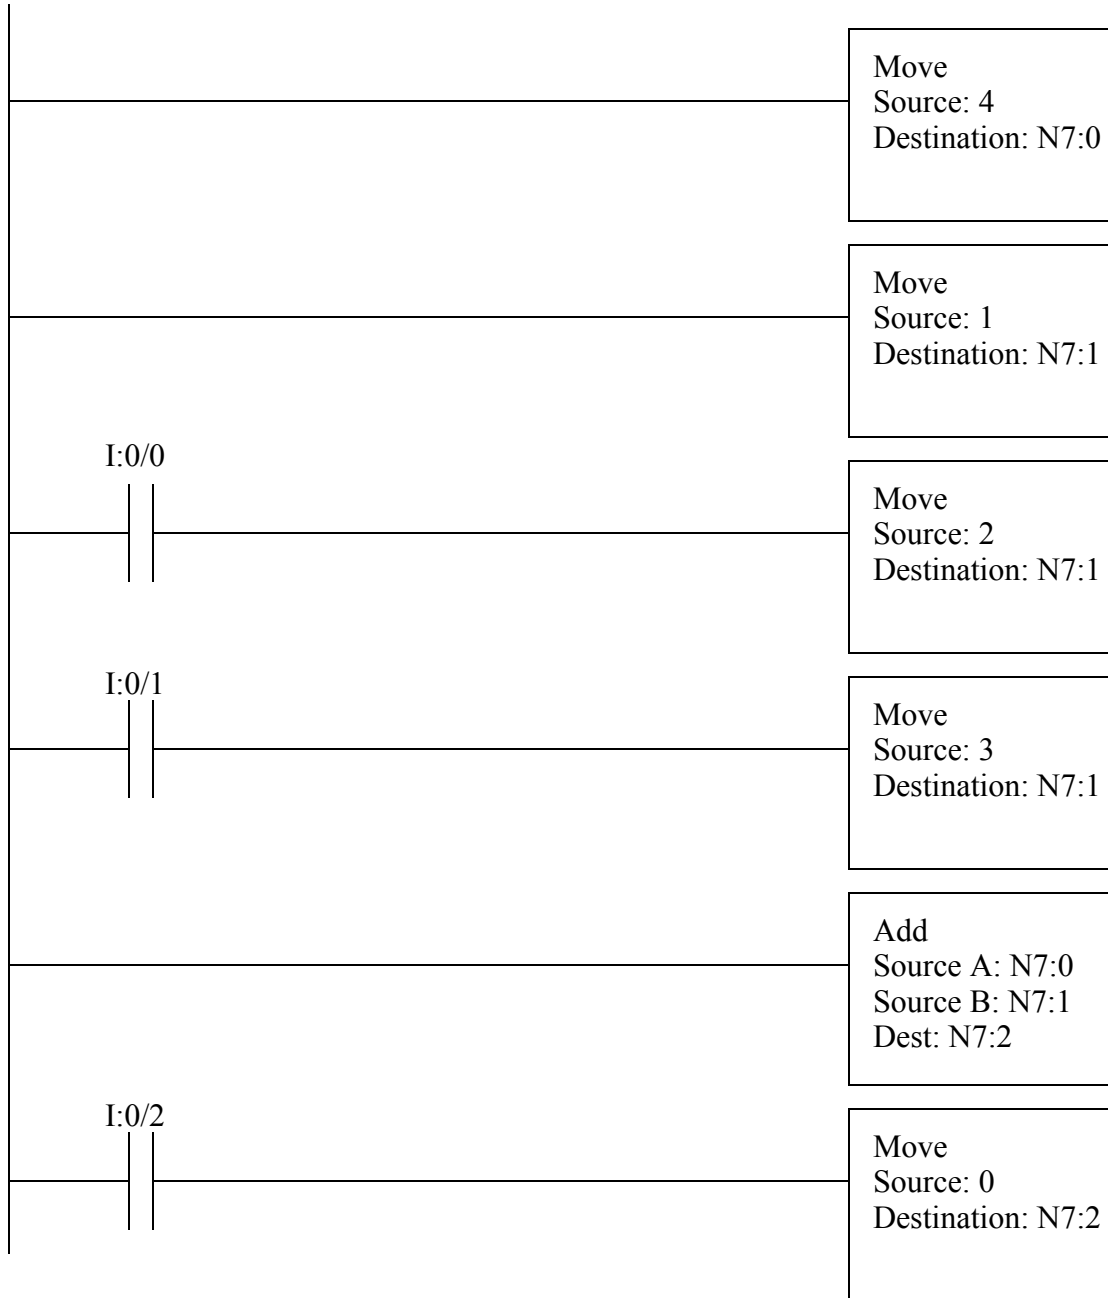 Move
Source: 4
Destination: N7:0
Move
Source: 1
Destination: N7:1
I:0/0
Move
Source: 2
Destination: N7:1
I:0/1
Move
Source: 3
Destination: N7:1
Add
Source A: N7:0
Source B: N7:1
Dest: N7:2
I:0/2
Move
Source: 0
Destination: N7:2